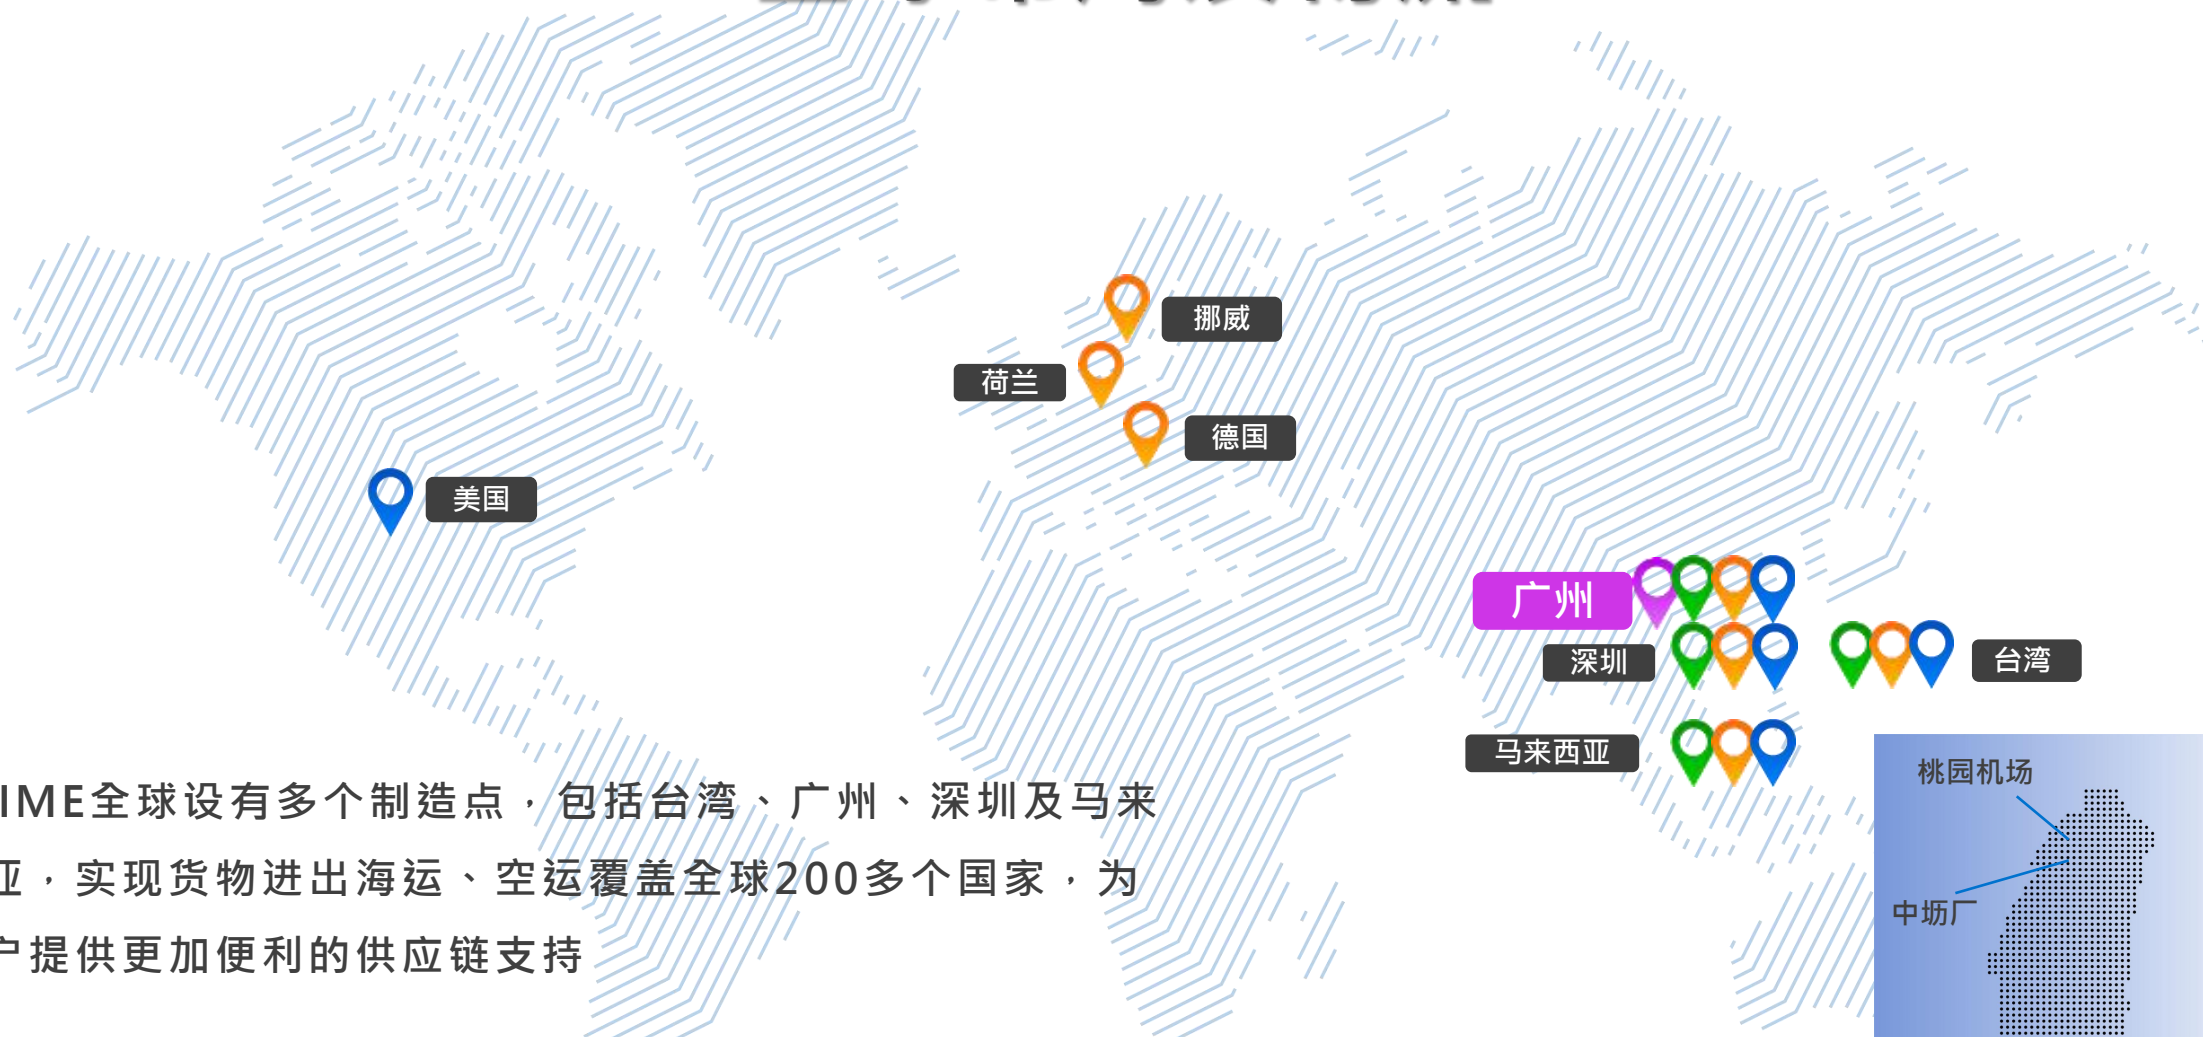 挪威
荷兰
德国
美国
广州
深圳
台湾
马来西亚
IME全球设有多个制造点，包括台湾、广州、深圳及马来
亚，实现货物进出海运、空运覆盖全球200多个国家，为
户提供更加便利的供应链支持
桃园机场
中坜厂